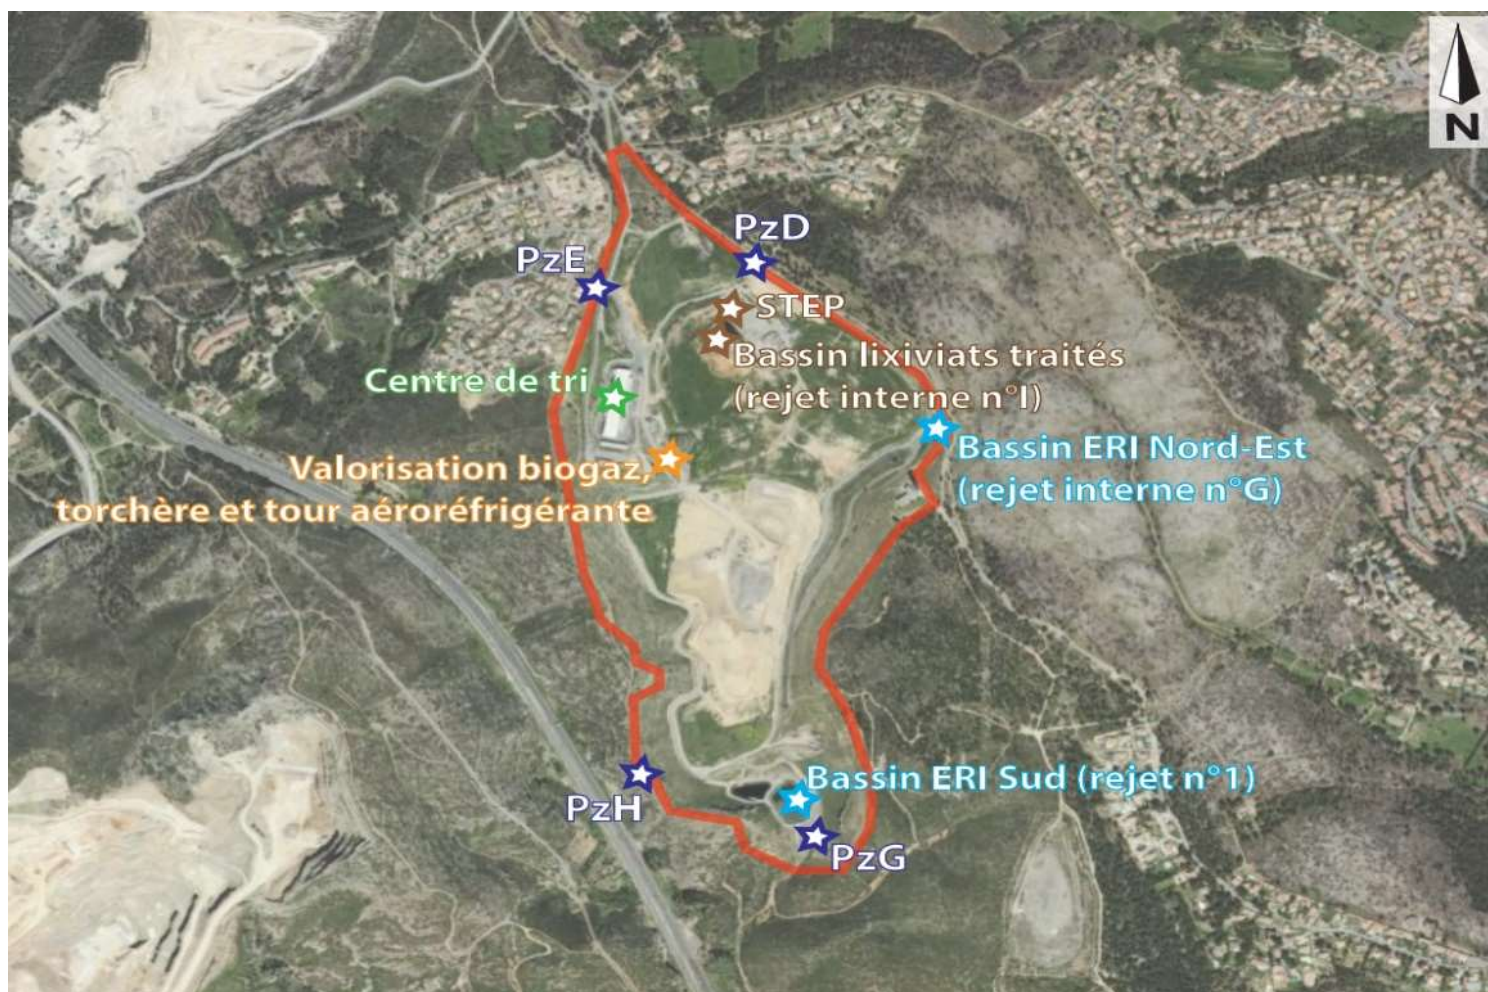 N
PzD
PzE
STEP
Bassin lixiviats traités
(rejet interne n°I)
Centre de tri
Bassin ERI Nord-Est
(rejet interne n°G)
Valorisation biogaz,
torchère et tour aéroréfrigérante
Bassin ERI Sud (rejet n°1)
PzH
PzG